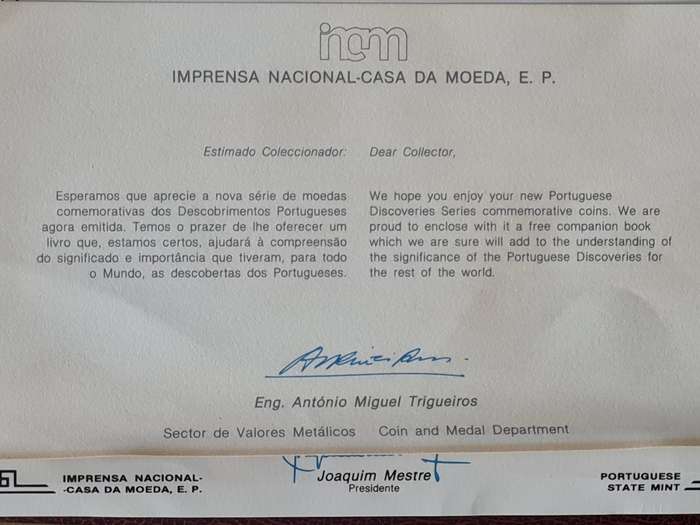 incm
IMPRENSA NACIONAL-CASA DA MOEDA, E. P.
Estimado Coleccionador:
Esperamos que aprecie a nova série de moedas
comemorativas dos Descobrimentos Portugueses
agora emitida. Temos o prazer de lhe oferecer um
livro que, estamos certos, ajudará à compreensão
do significado e importância que tiveram, para todo
o Mundo, as descobertas dos Portugueses.
Dear Collector,
We hope you enjoy your new Portuguese
Discoveries Series commemorative coins. We are
proud to enclose with it a free companion book
which we are sure will add to the understanding of
the significance of the Portuguese Discoveries for
the rest of the world.
Eng. António Miguel Trigueiros
Sector de Valores Metálicos Coin and Medal Department
IMPRENSA NACIONAL-
-CASA DA MOEDA, E. P.
Joaquim Mestre
Presidente
PORTUGUESE
STATE MINT